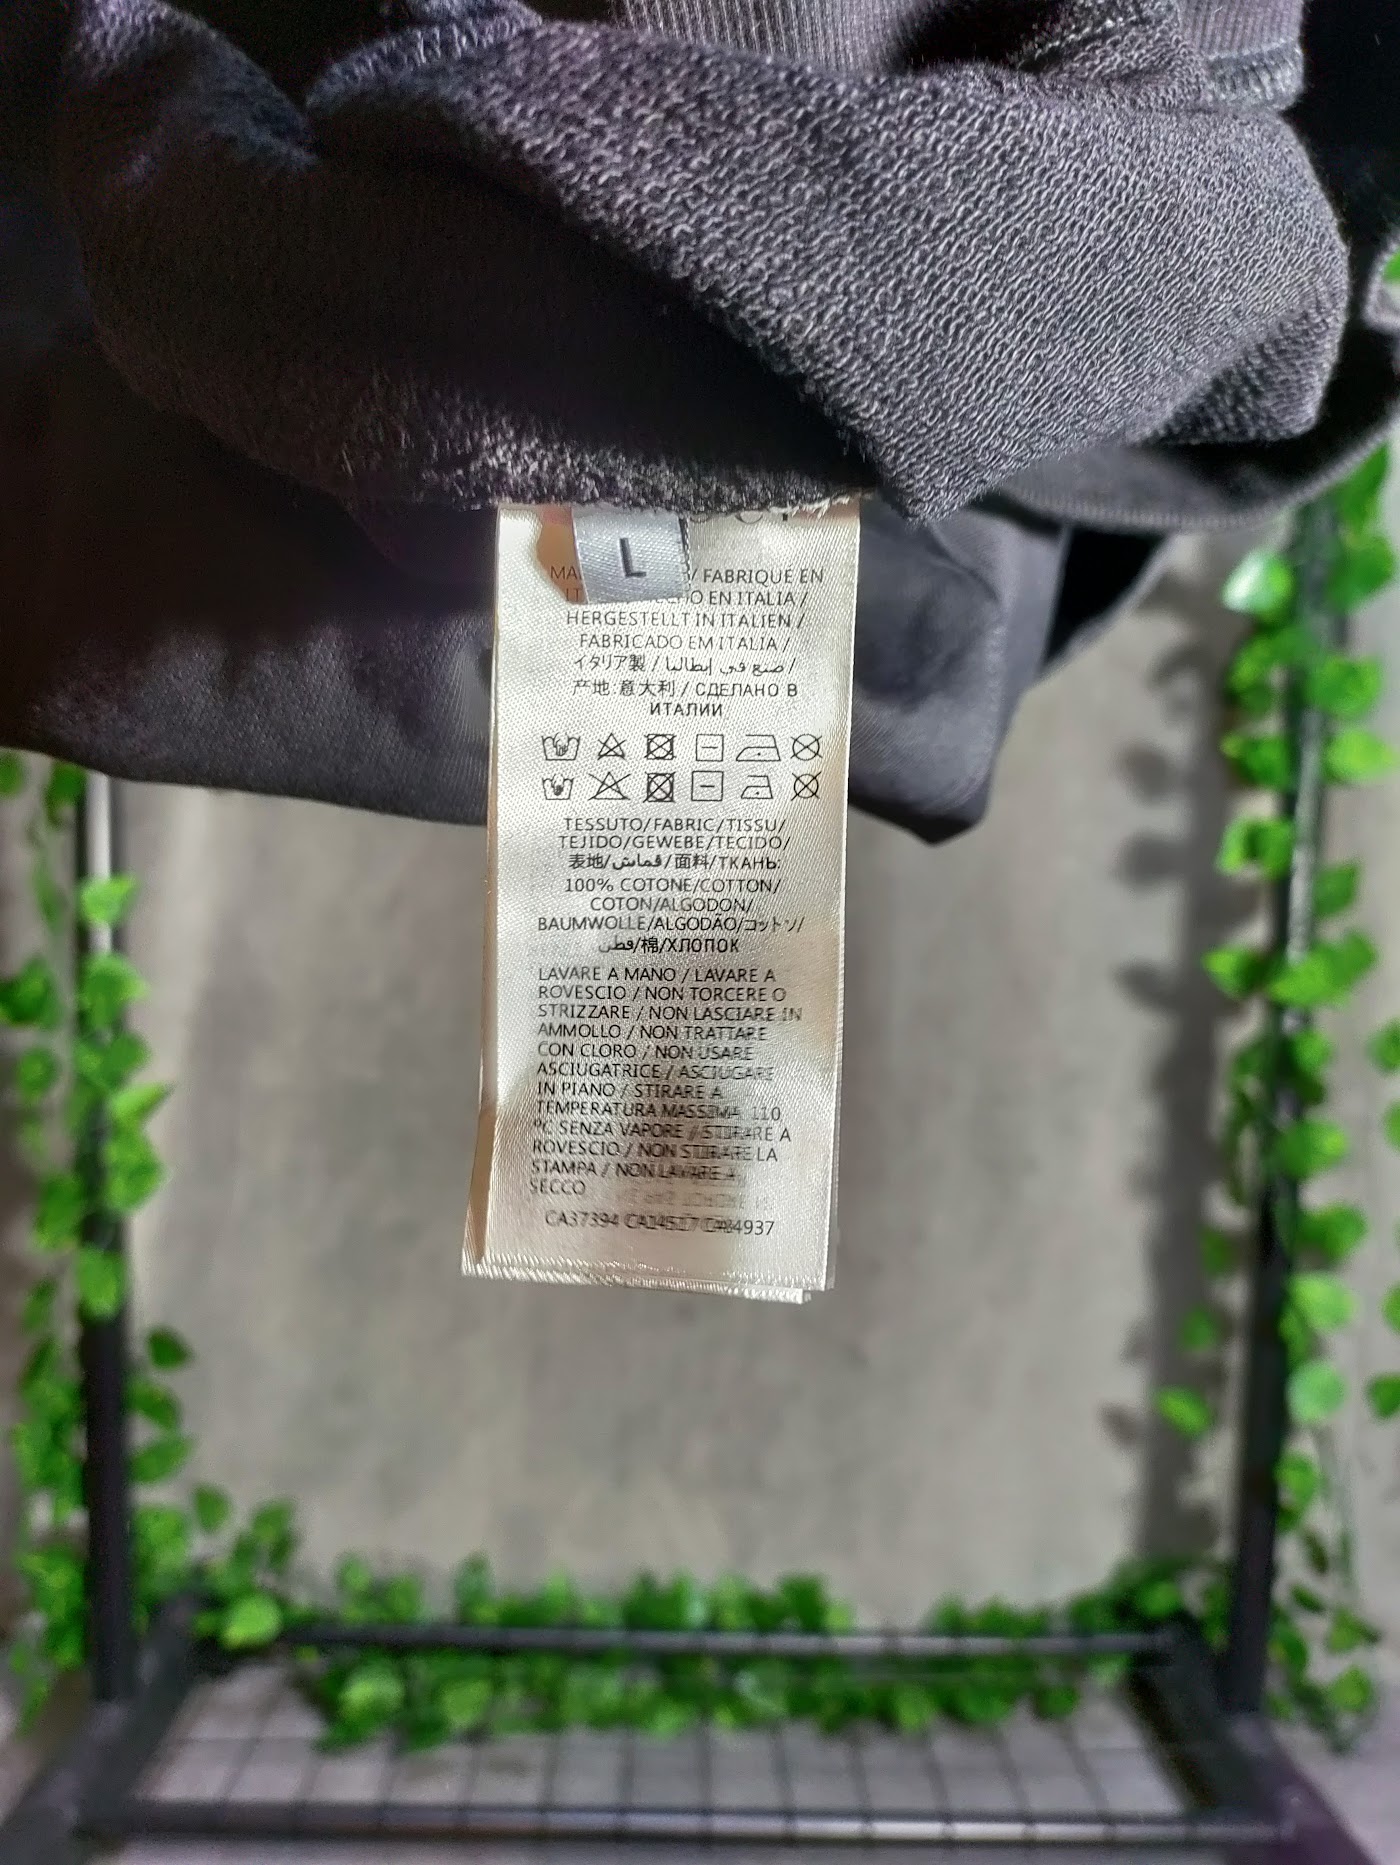 L
/ FABRIQUE EN
EN ITALIA /
HERGESTELLT IN ITALIEN /
FABRICADO EM ITALIA /
イタリア製 / صنع في إيطاليا /
产地:意大利 / СДЕЛАНО В
ИТАЛИИ
TESSUTO/FABRIC/TISSU/
TEJIDO/GEWEBE/TECIDO/
表地/قماش/面料/ТКАНЬ:
100% COTONE/COTTON/
COTON/ALGODON/
BAUMWOLLE/ALGODÃO/コットン/
قطن/棉/ХЛОПОК
LAVARE A MANO / LAVARE A
ROVESCIO / NON TORCERE O
STRIZZARE / NON LASCIARE IN
AMMOLLO / NON TRATTARE
CON CLORO / NON USARE
ASCIUGATRICE / ASCIUGARE
IN PIANO / STIRARE A
TEMPERATURA MASSIMA 110
°C SENZA VAPORE / STIRARE A
ROVESCIO / NON STIRARE LA
STAMPA / NON LAVARE A
SECCO
CA37394